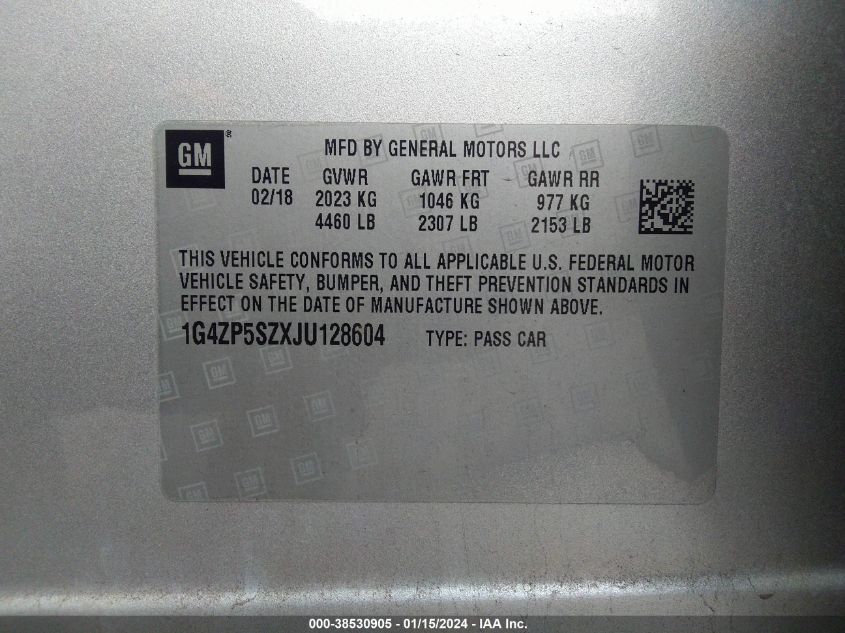 GM®
MFD BY GENERAL MOTORS LLC
DATE GVWR GAWR FRT GAWR RR
02/18 2023 KG 1046 KG 977 KG
4460 LB 2307 LB 2153 LB
THIS VEHICLE CONFORMS TO ALL APPLICABLE U.S. FEDERAL MOTOR
VEHICLE SAFETY, BUMPER, AND THEFT PREVENTION STANDARDS IN
EFFECT ON THE DATE OF MANUFACTURE SHOWN ABOVE.
1G4ZP5SZXJU128604 TYPE: PASS CAR
000-38530905 - 01/15/2024 - IAA Inc.